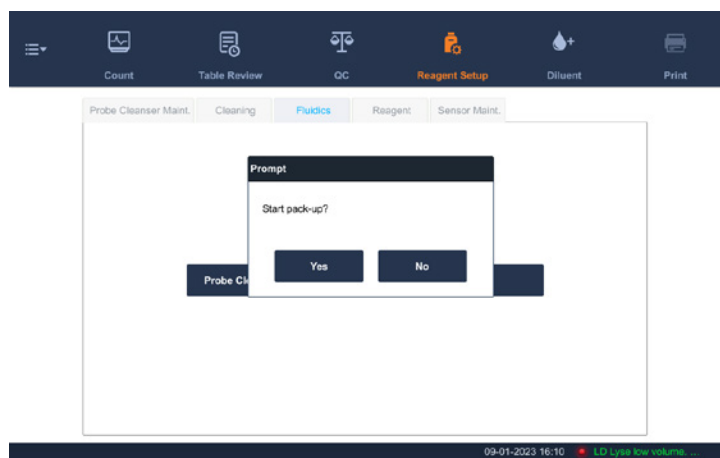 Count
Table Review
QC
Reagent Setup
Diluent
Print
Probe Cleanser Maint.
Cleaning
Fluidics
Reagent
Sensor Maint.
Prompt
Start pack-up?
Yes
No
Probe Cl
09-01-2023 16:10
LD Lyse low volume. ...